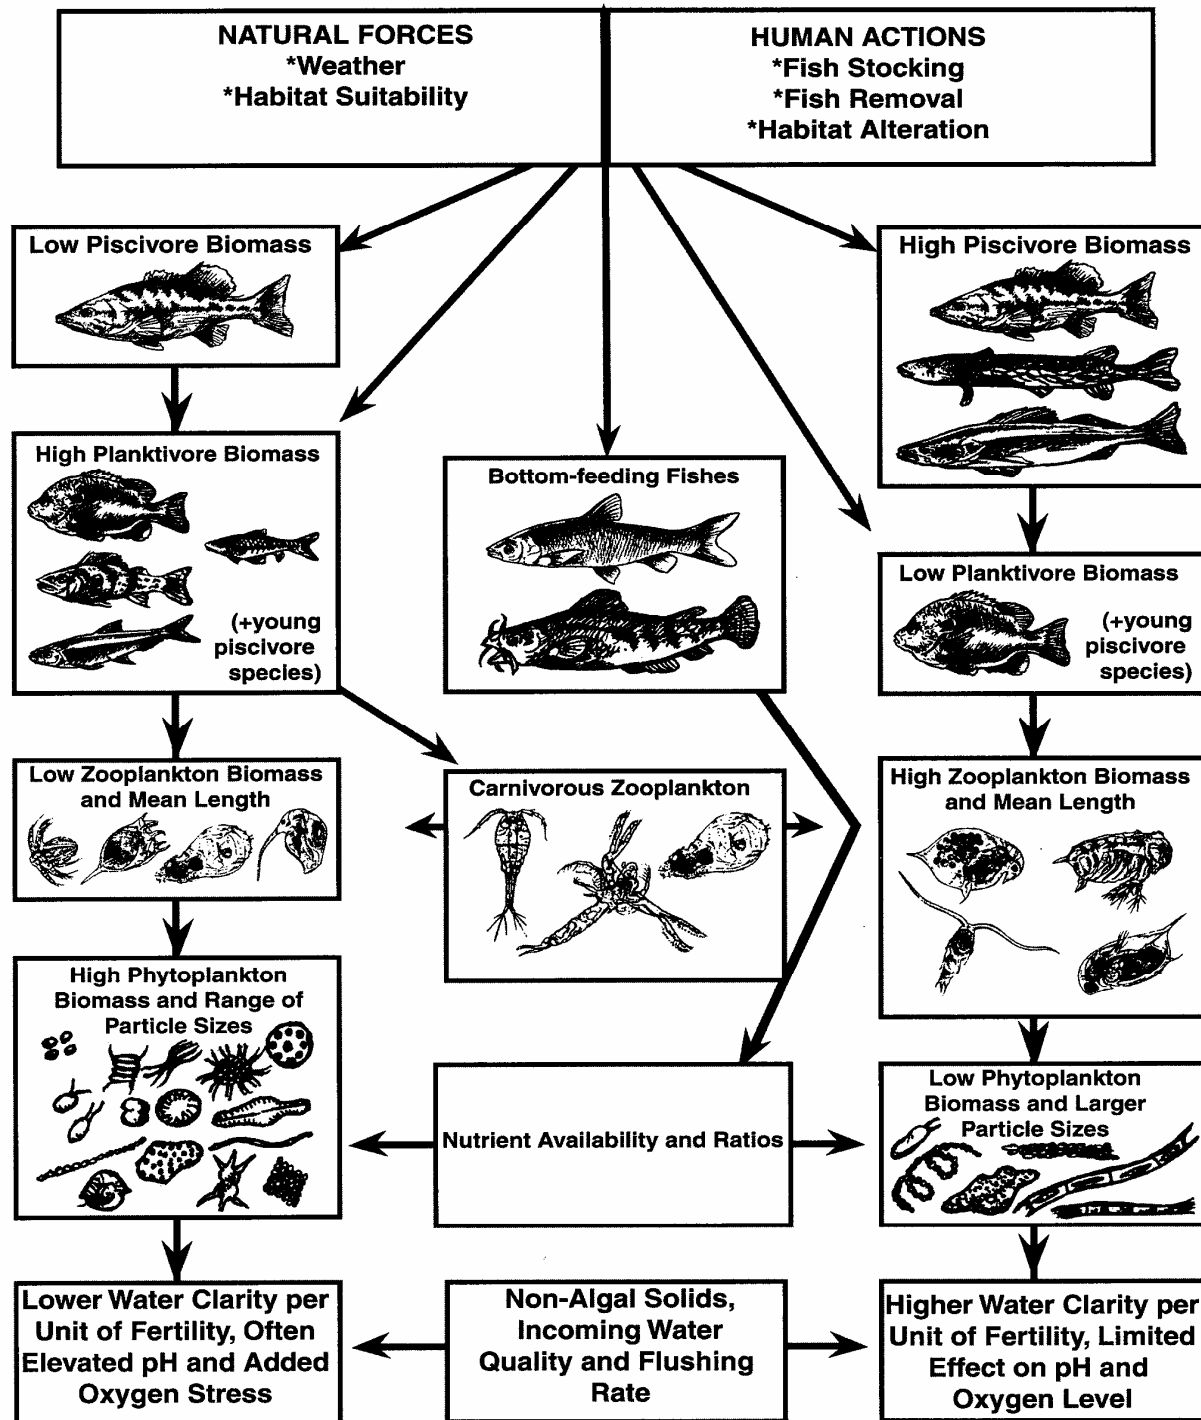 NATURAL FORCES
*Weather
*Habitat Suitability
HUMAN ACTIONS
*Fish Stocking
*Fish Removal
*Habitat Alteration
Low Piscivore Biomass
High Piscivore Biomass
High Planktivore Biomass
(+young
piscivore
species)
Bottom-feeding Fishes
Low Planktivore Biomass
(+young
piscivore
species)
Low Zooplankton Biomass
and Mean Length
Carnivorous Zooplankton
High Zooplankton Biomass
and Mean Length
High Phytoplankton
Biomass and Range of
Particle Sizes
Nutrient Availability and Ratios
Low Phytoplankton
Biomass and Larger
Particle Sizes
Lower Water Clarity per
Unit of Fertility, Often
Elevated pH and Added
Oxygen Stress
Non-Algal Solids,
Incoming Water
Quality and Flushing
Rate
Higher Water Clarity per
Unit of Fertility, Limited
Effect on pH and
Oxygen Level